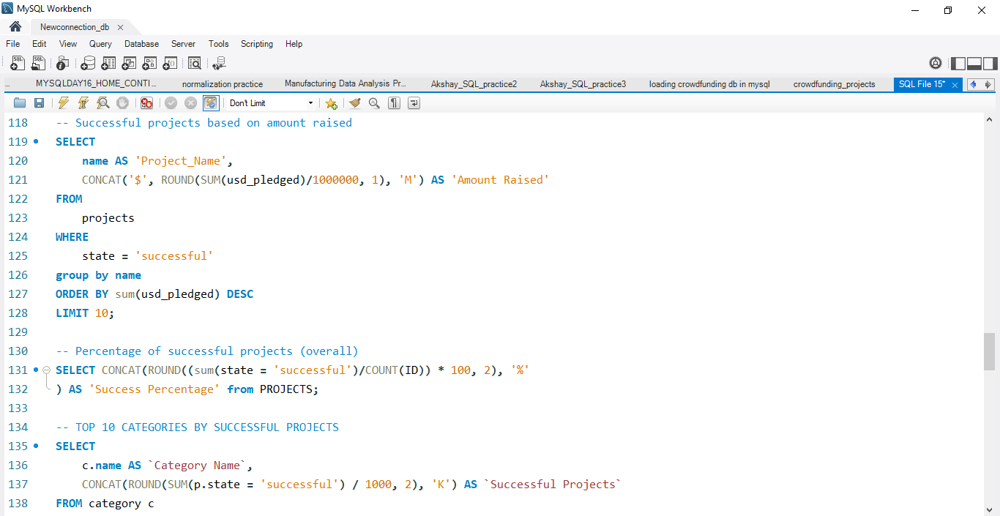 MySQL Workbench
Newconnection_db
File Edit View Query Database Server Tools Scripting Help
... MYSQLDAY16_HOME_CONTI... normalization practice Manufacturing Data Analysis Pr... Akshay_SQL_practice2 Akshay_SQL_practice3 loading crowdfunding db in mysql crowdfunding_projects SQL File 15*
Don't Limit
118 -- Successful projects based on amount raised
119 SELECT
120 name AS 'Project_Name',
121 CONCAT('$', ROUND(SUM(usd_pledged)/1000000, 1), 'M') AS 'Amount Raised'
122 FROM
123 projects
124 WHERE
125 state = 'successful'
126 group by name
127 ORDER BY sum(usd_pledged) DESC
128 LIMIT 10;
129
130 -- Percentage of successful projects (overall)
131 SELECT CONCAT(ROUND((sum(state = 'successful')/COUNT(ID)) * 100, 2), '%'
132 ) AS 'Success Percentage' from PROJECTS;
133
134 -- TOP 10 CATEGORIES BY SUCCESSFUL PROJECTS
135 SELECT
136 c.name AS `Category Name`,
137 CONCAT(ROUND(SUM(p.state = 'successful') / 1000, 2), 'K') AS `Successful Projects`
138 FROM category c